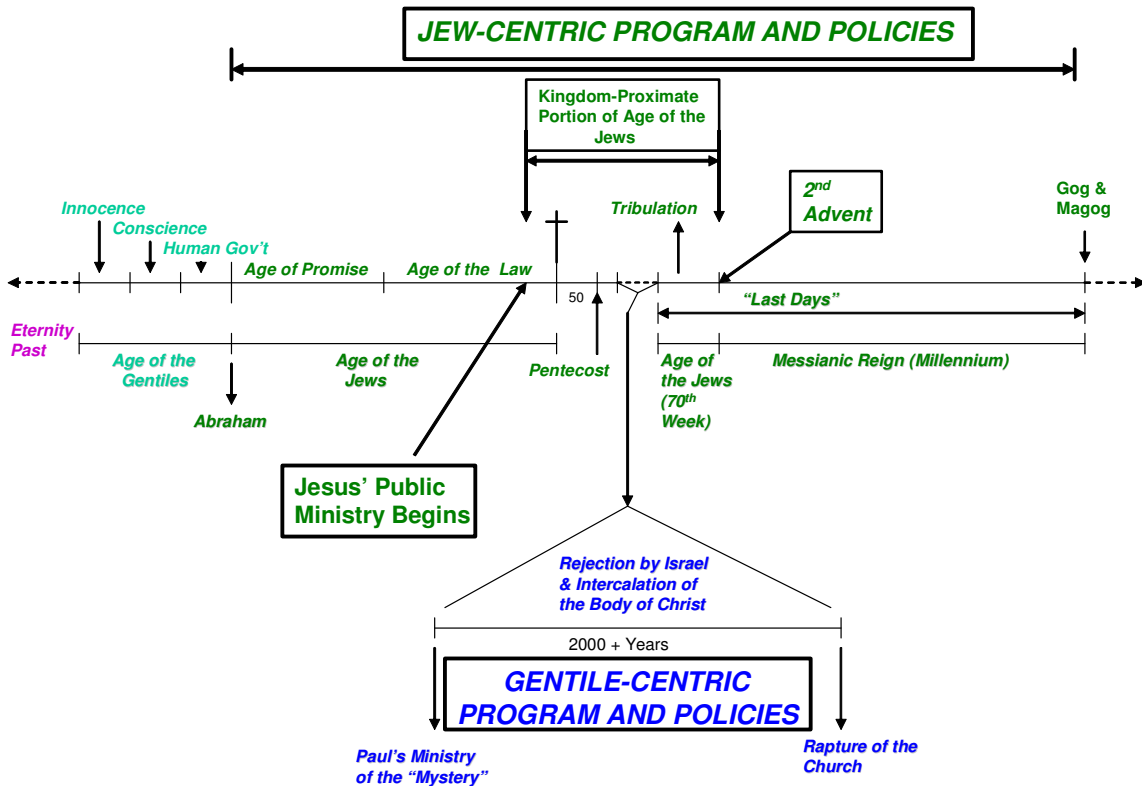 JEW-CENTRIC PROGRAM AND POLICIES
Kingdom-Proximate
Portion of Age of the
Jews
Innocence
Conscience
Human Gov't
Tribulation
2nd
Advent
Gog &
Magog
Age of Promise
Age of the Law
50
"Last Days"
Eternity
Past
Age of the
Gentiles
Age of the
Jews
Pentecost
Age of
the Jews
(70th
Week)
Messianic Reign (Millennium)
Abraham
Jesus' Public
Ministry Begins
Rejection by Israel
& Intercalation of
the Body of Christ
2000 + Years
GENTILE-CENTRIC
PROGRAM AND POLICIES
Paul's Ministry
of the "Mystery"
Rapture of the
Church